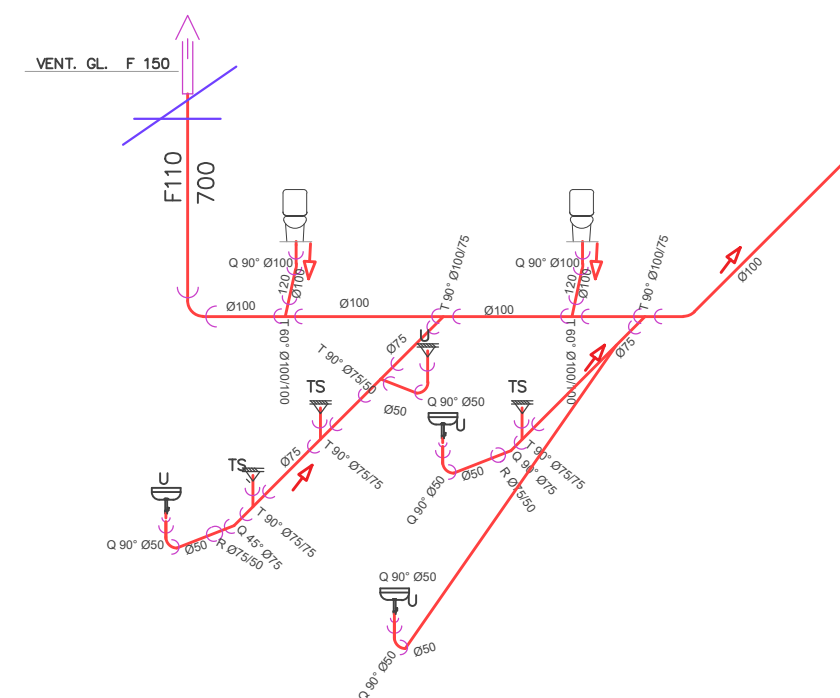 VENT. GL. F 150
F110
700
Q 90° Ø100
120
Ø100
Q 90° Ø100
120
Ø100
T 90° Ø100/75
T 90° Ø100/75
Ø100
Ø100
Ø100
Ø100
T 60° Ø100/100
T 60° Ø100/100
Ø75
U
Ø75
T 90° Ø75/50
TS
Ø50
Q 90° Ø50
U
TS
T 90° Ø75/75
Ø75
TS
U
Q 90° Ø50
Ø50
Q 90° Ø75
R Ø75/50
T 90° Ø75/75
T 90° Ø75/75
Q 45° Ø75
R Ø75/50
Q 90° Ø50
Ø50
Q 90° Ø50
U
Ø50
Q 90° Ø50